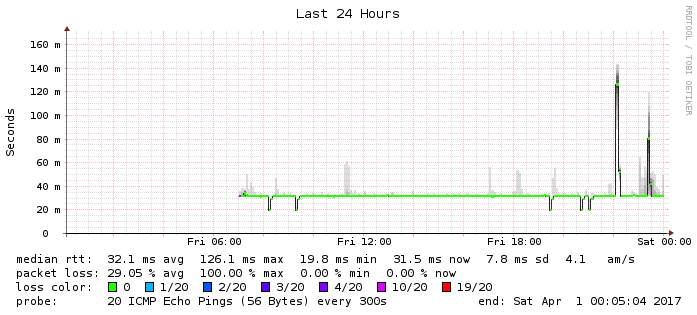 Last 24 Hours
RRDTOOL / TOBI OETIKER
Seconds
160 m
140 m
120 m
100 m
80 m
60 m
40 m
20 m
0
Fri 06:00 Fri 12:00 Fri 18:00 Sat 00:00
median rtt: 32.1 ms avg 126.1 ms max 19.8 ms min 31.5 ms now 7.8 ms sd 4.1 am/s
packet loss: 29.05 % avg 100.00 % max 0.00 % min 0.00 % now
loss color: 0 1/20 2/20 3/20 4/20 10/20 19/20
probe: 20 ICMP Echo Pings (56 Bytes) every 300s end: Sat Apr 1 00:05:04 2017